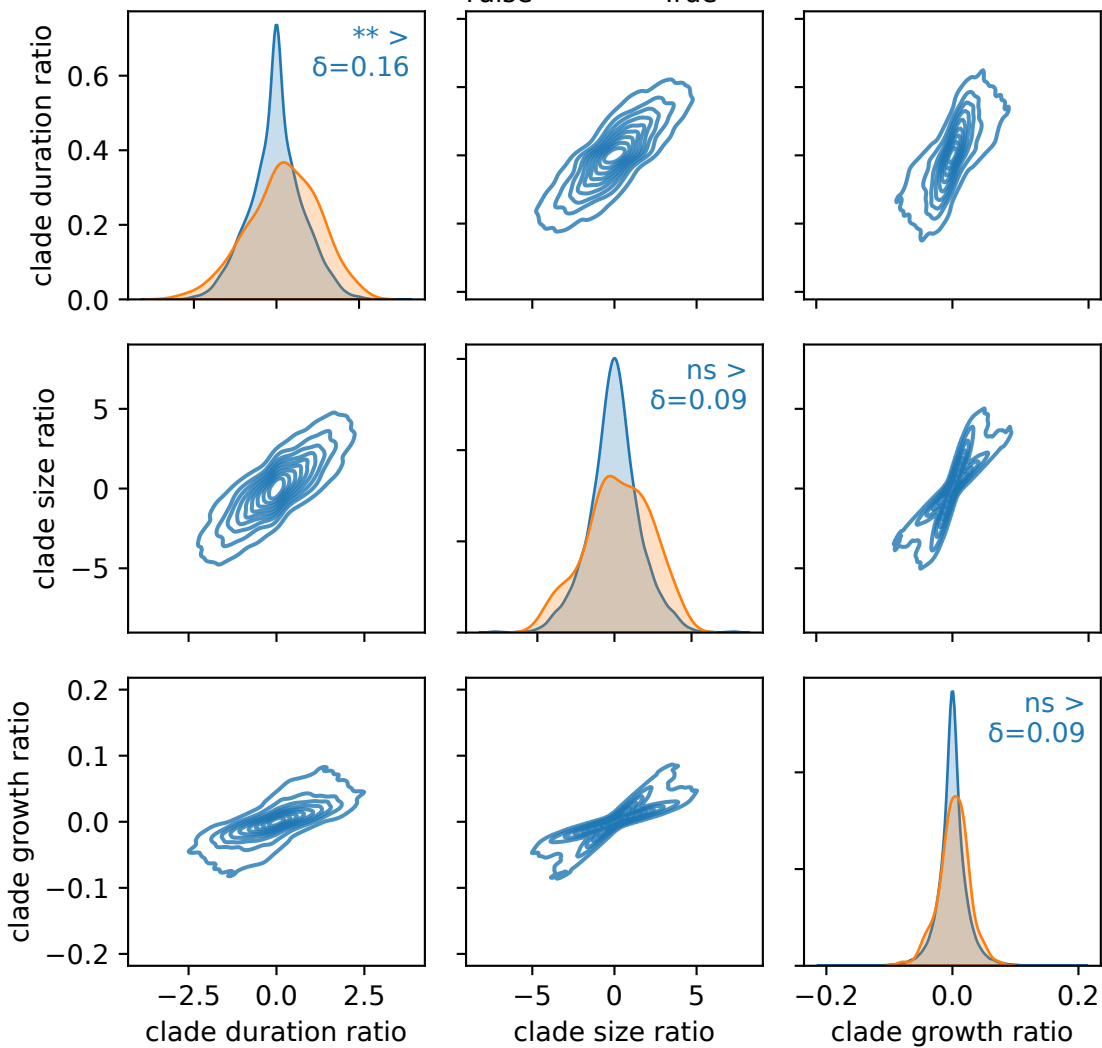 True
clade duration ratio
0.6
0.4
0.2
0.0
** >
δ=0.16
clade size ratio
5
0
−5
ns >
δ=0.09
clade growth ratio
0.2
0.1
0.0
−0.1
−0.2
ns >
δ=0.09
−2.5 0.0 2.5
−5 0 5
−0.2 0.0 0.2
clade duration ratio
clade size ratio
clade growth ratio